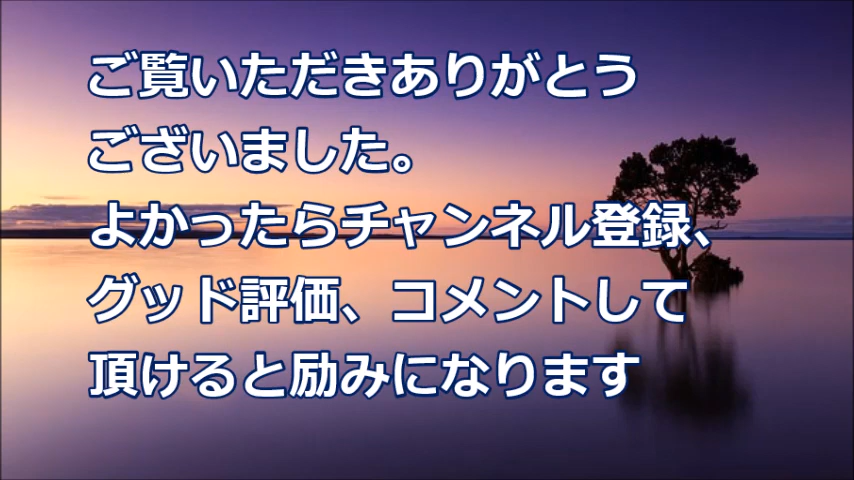 ご覧いただきありがとう
ございました。
よかったらチャンネル登録、
グッド評価、コメントして
頂けると励みになります